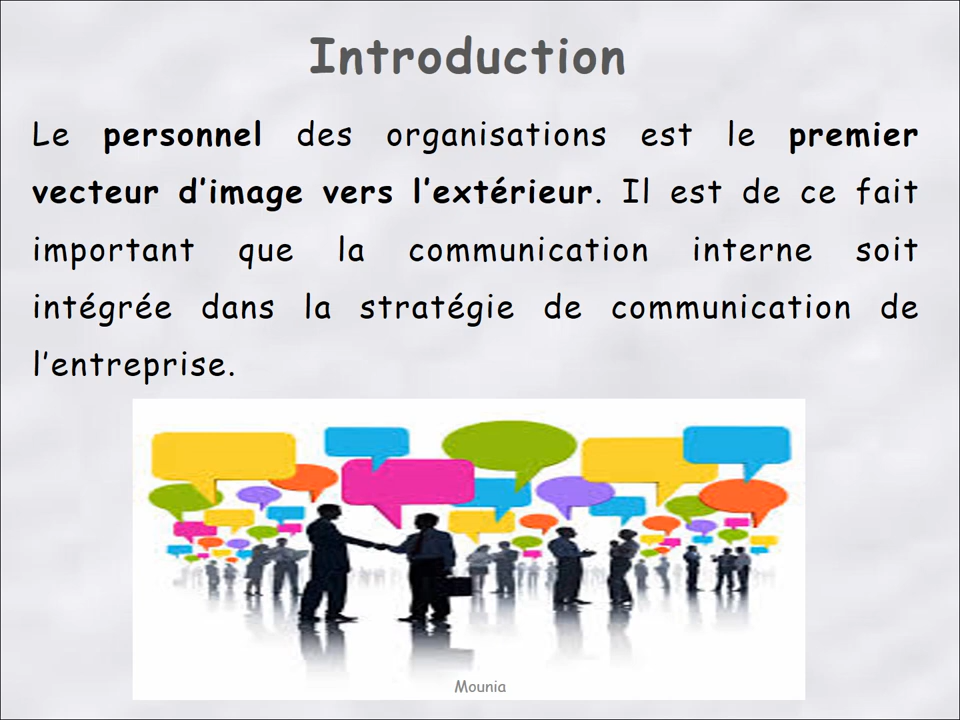 Introduction
Le personnel des organisations est le premier
vecteur d’image vers l’extérieur. Il est de ce fait
important que la communication interne soit
intégrée dans la stratégie de communication de
l’entreprise.
Mounia